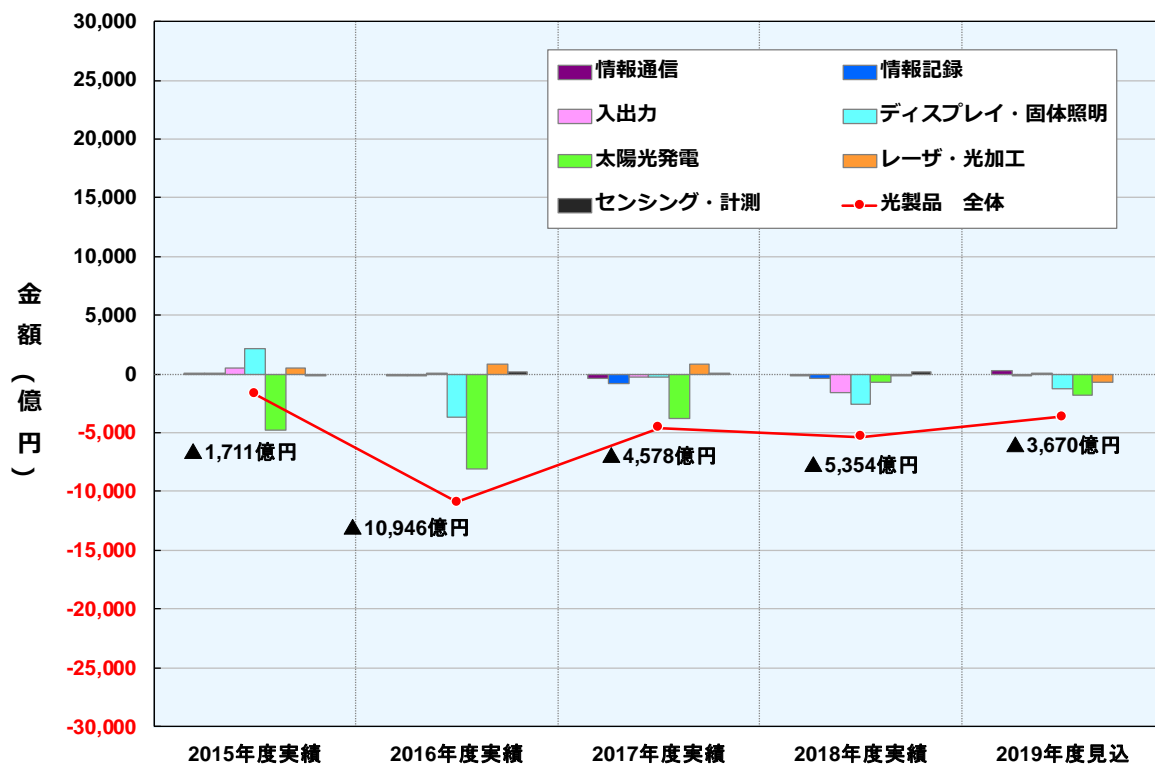 30,000
25,000
20,000
15,000
10,000
5,000
0
-5,000
-10,000
-15,000
-20,000
-25,000
-30,000
金額(億円)
情報通信
情報記録
入出力
ディスプレイ・固体照明
太陽光発電
レーザ・光加工
センシング・計測
光製品 全体
▲1,711億円
▲10,946億円
▲4,578億円
▲5,354億円
▲3,670億円
2015年度実績
2016年度実績
2017年度実績
2018年度実績
2019年度見込